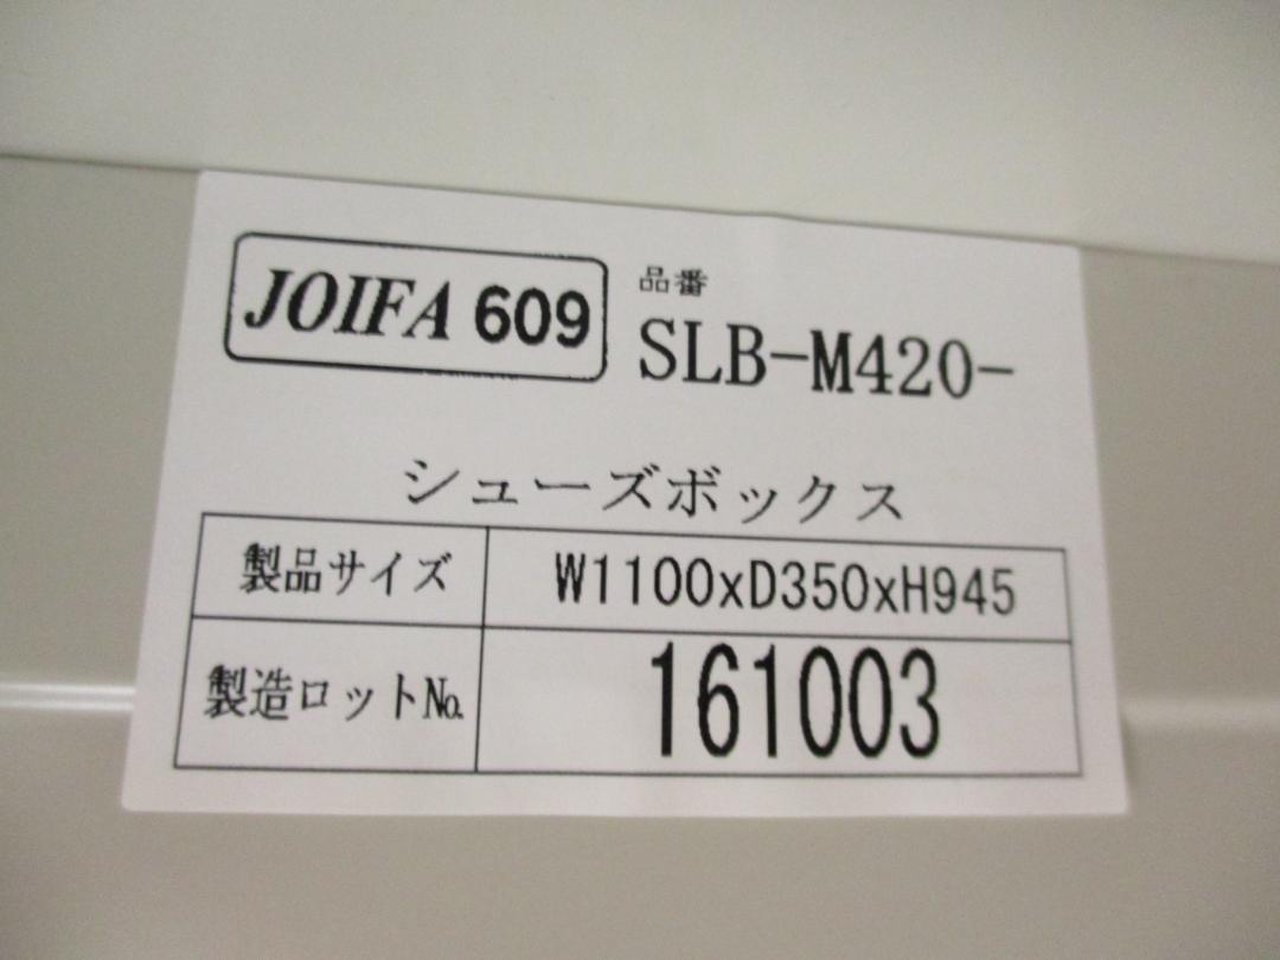 JOIFA 609
品番
SLB-M420-
シューズボックス
製品サイズ W1100xD350xH945
製造ロット№ 161003